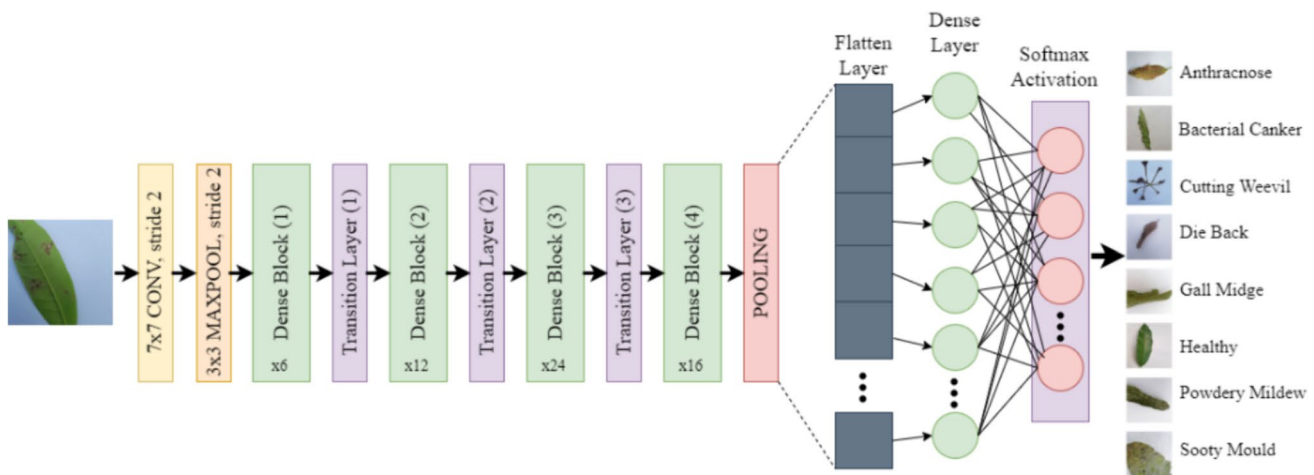 7x7 CONV, stride 2
3x3 MAXPOOL, stride 2
Dense Block (1)
x6
Transition Layer (1)
Dense Block (2)
x12
Transition Layer (2)
Dense Block (3)
x24
Transition Layer (3)
Dense Block (4)
x16
POOLING
Flatten
Layer
Dense
Layer
Softmax
Activation
Anthracnose
Bacterial Canker
Cutting Weevil
Die Back
Gall Midge
Healthy
Powdery Mildew
Sooty Mould